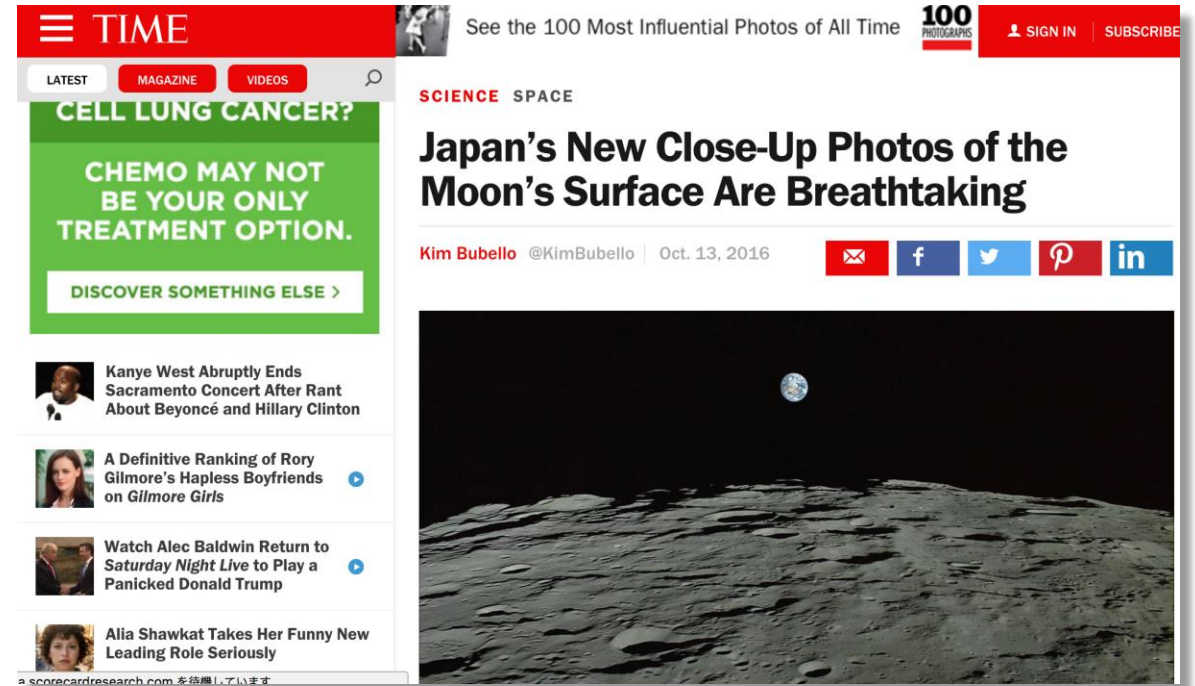 TIME
See the 100 Most Influential Photos of All Time
100
PHOTOGRAPHS
SIGN IN
SUBSCRIBE
LATEST
MAGAZINE
VIDEOS
CELL LUNG CANCER?
CHEMO MAY NOT
BE YOUR ONLY
TREATMENT OPTION.
DISCOVER SOMETHING ELSE >
Kanye West Abruptly Ends
Sacramento Concert After Rant
About Beyoncé and Hillary Clinton
A Definitive Ranking of Rory
Gilmore's Hapless Boyfriends
on Gilmore Girls
Watch Alec Baldwin Return to
Saturday Night Live to Play a
Panicked Donald Trump
Alia Shawkat Takes Her Funny New
Leading Role Seriously
a.scorecardresearch.com を待機しています
SCIENCE SPACE
Japan's New Close-Up Photos of the
Moon's Surface Are Breathtaking
Kim Bubello @KimBubello Oct. 13, 2016